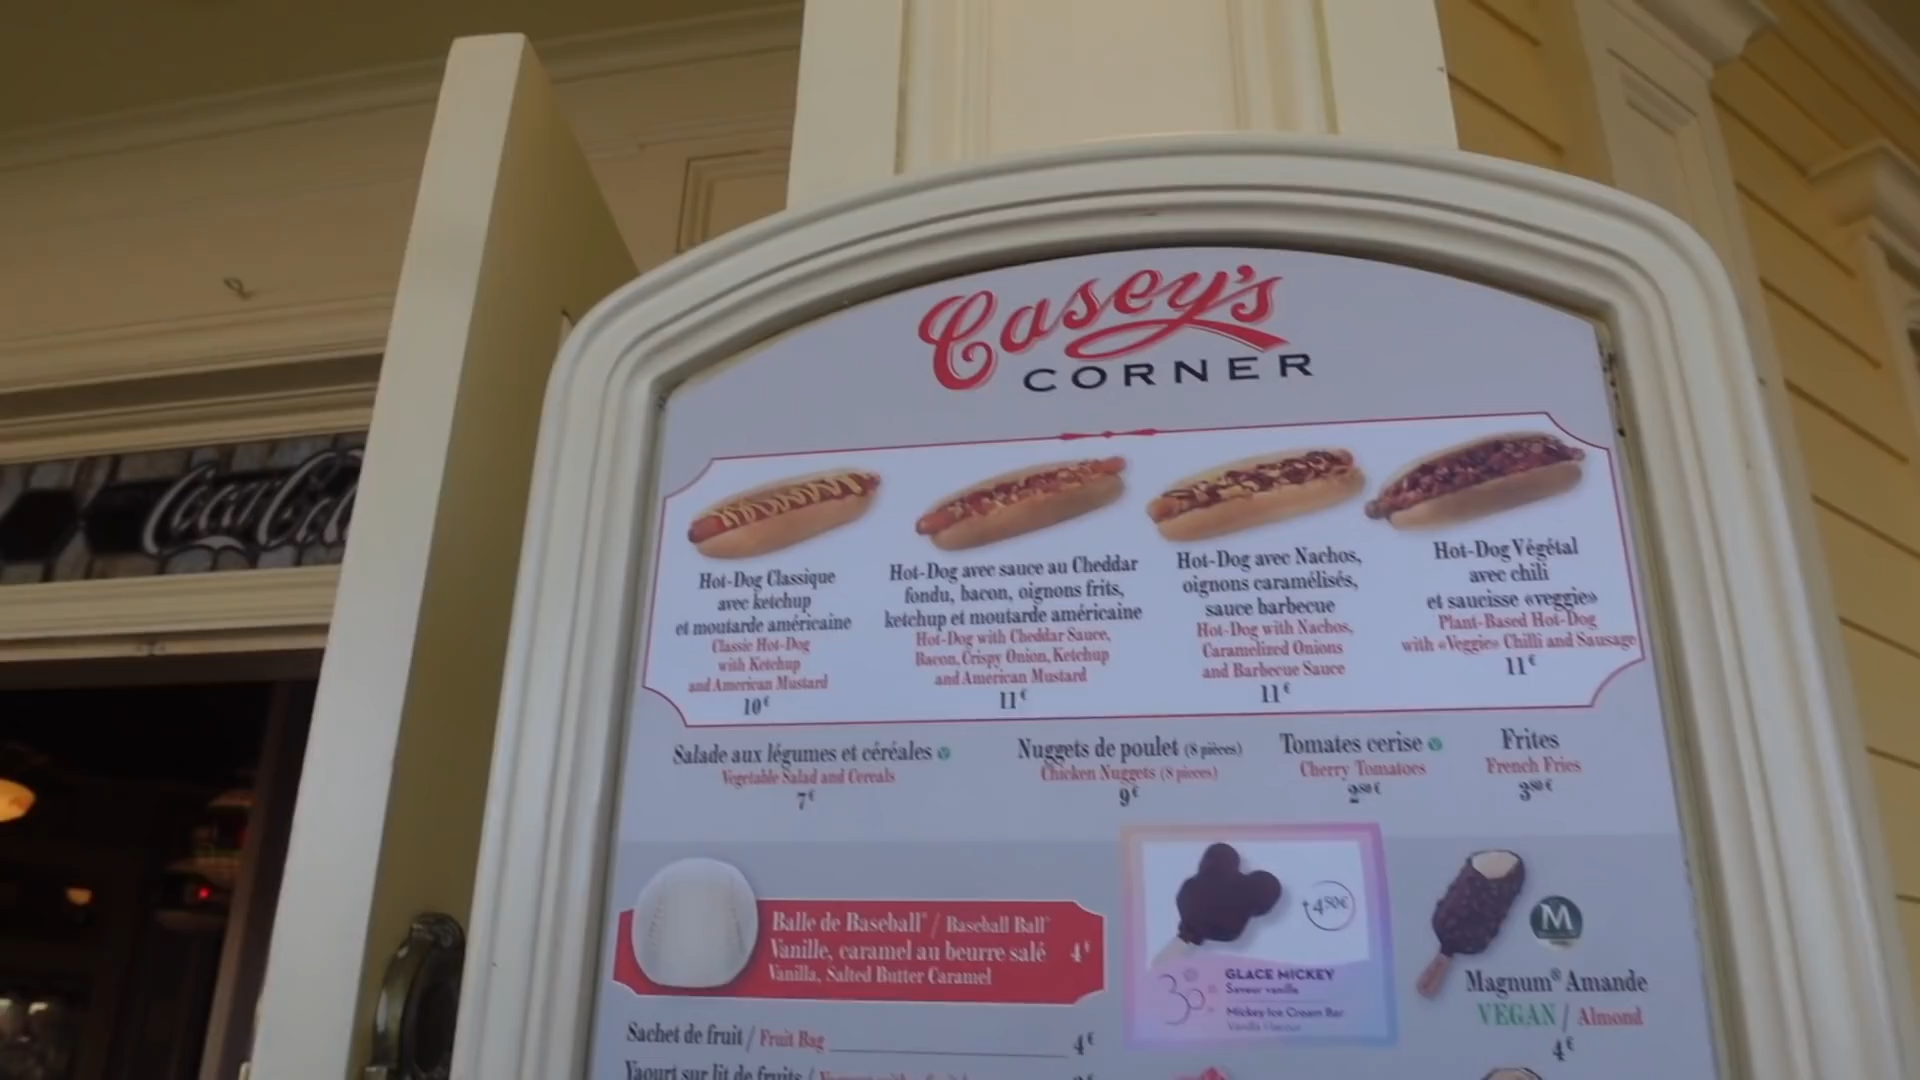 Coca-Cola
Casey's
CORNER
Hot-Dog Classique
avec ketchup
et moutarde américaine
Classic Hot-Dog
with Ketchup
and American Mustard
10€
Hot-Dog avec sauce au Cheddar
fondu, bacon, oignons frits,
ketchup et moutarde américaine
Hot-Dog with Cheddar Sauce,
Bacon, Crispy Onion, Ketchup
and American Mustard
11€
Hot-Dog avec Nachos,
oignons caramélisés,
sauce barbecue
Hot-Dog with Nachos,
Caramelized Onions
and Barbecue Sauce
11€
Hot-Dog Végétal
avec chili
et saucisse «veggie»
Plant-Based Hot-Dog
with «Veggie» Chilli and Sausage
11€
Salade aux légumes et céréales
Vegetable Salad and Cereals
7€
Nuggets de poulet (8 pièces)
Chicken Nuggets (8 pieces)
9€
Tomates cerise
Cherry Tomatoes
250€
Frites
French Fries
350€
Balle de Baseball* / Baseball Ball*
Vanille, caramel au beurre salé 4€
Vanilla, Salted Butter Caramel
450€
30
GLACE MICKEY
Saveur vanille
Mickey Ice Cream Bar
Vanilla Flavour
M
Magnum® Amande
VEGAN / Almond
4€
Sachet de fruit / Fruit Bag 4€
Yaourt sur lit de fruits /